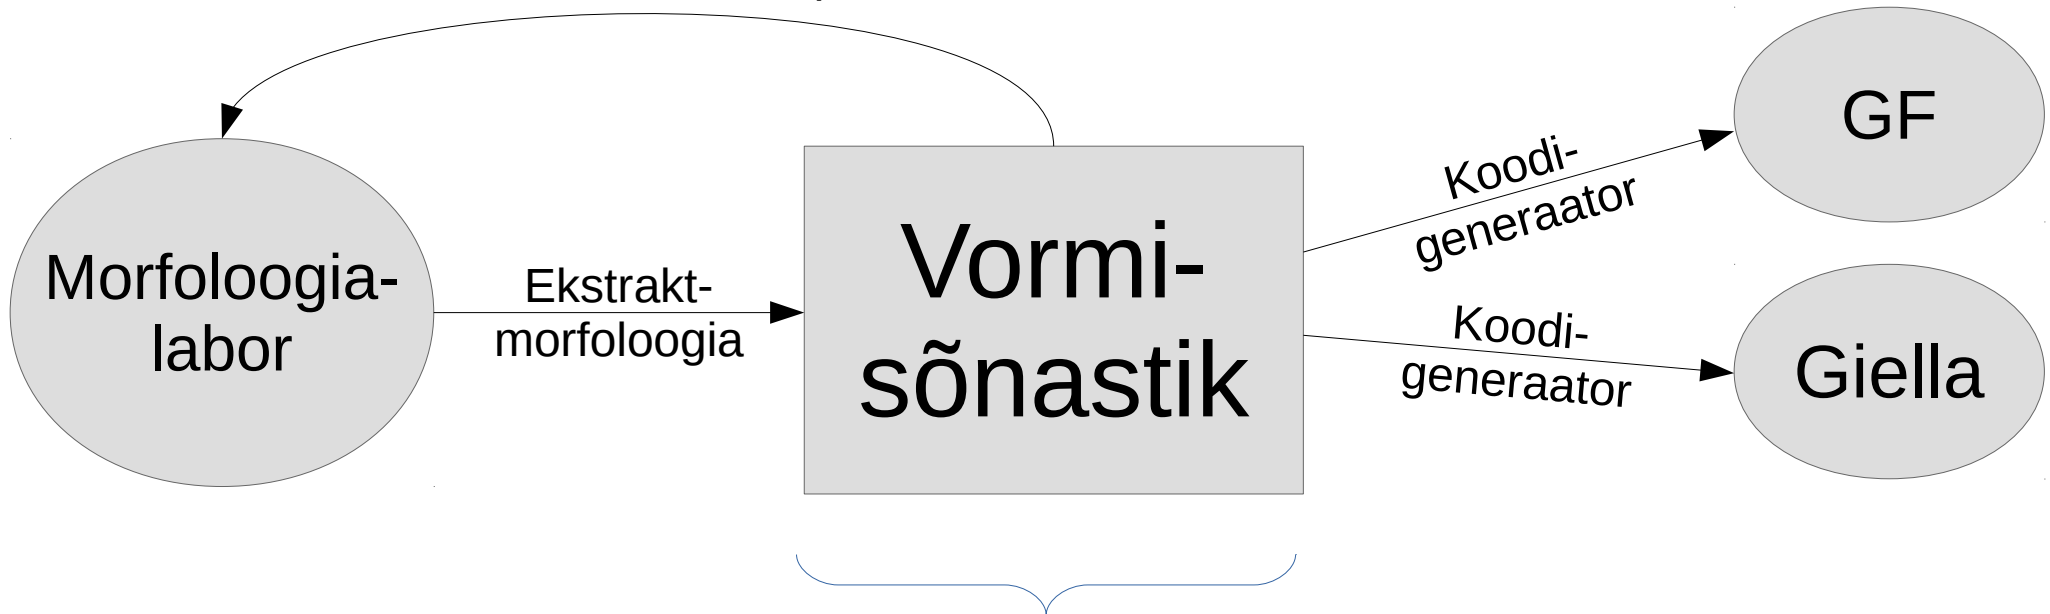 Morfoloogia-
labor
Ekstrakt-
morfoloogia
Vormi-
sõnastik
Koodi-
generaator
GF
Koodi-
generaator
Giella